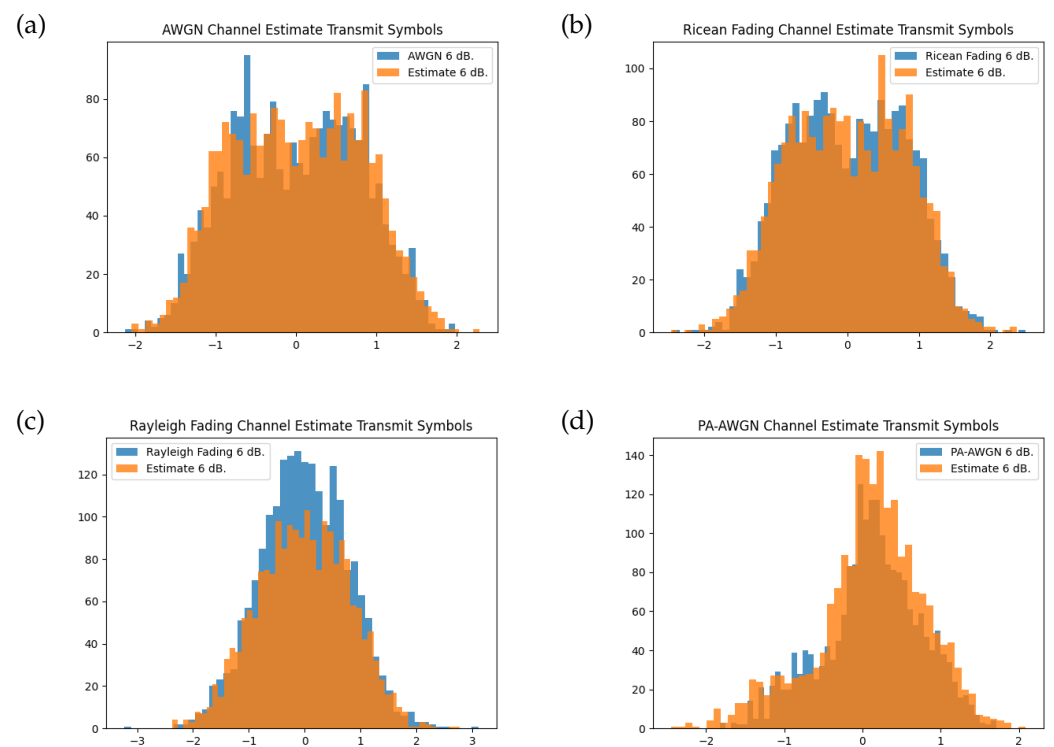 (a)
AWGN Channel Estimate Transmit Symbols
AWGN 6 dB.
Estimate 6 dB.
80
60
40
20
0
−2 −1 0 1 2
(b)
Ricean Fading Channel Estimate Transmit Symbols
Ricean Fading 6 dB.
Estimate 6 dB.
100
80
60
40
20
0
−2 −1 0 1 2
(c)
Rayleigh Fading Channel Estimate Transmit Symbols
Rayleigh Fading 6 dB.
Estimate 6 dB.
120
100
80
60
40
20
0
−3 −2 −1 0 1 2 3
(d)
PA-AWGN Channel Estimate Transmit Symbols
PA-AWGN 6 dB.
Estimate 6 dB.
140
120
100
80
60
40
20
0
−2 −1 0 1 2